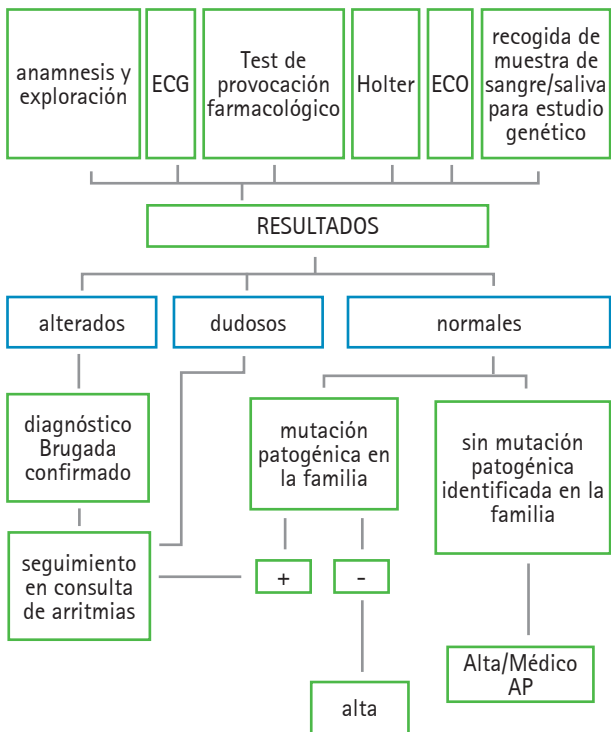 anamnesis y
exploración
ECG
Test de
provocación
farmacológico
Holter
ECO
recogida de
muestra de
sangre/saliva
para estudio
genético
RESULTADOS
alterados
dudosos
normales
diagnóstico
Brugada
confirmado
mutación
patogénica en
la familia
sin mutación
patogénica
identificada en la
familia
seguimiento
en consulta
de arritmias
+
-
alta
Alta/Médico
AP